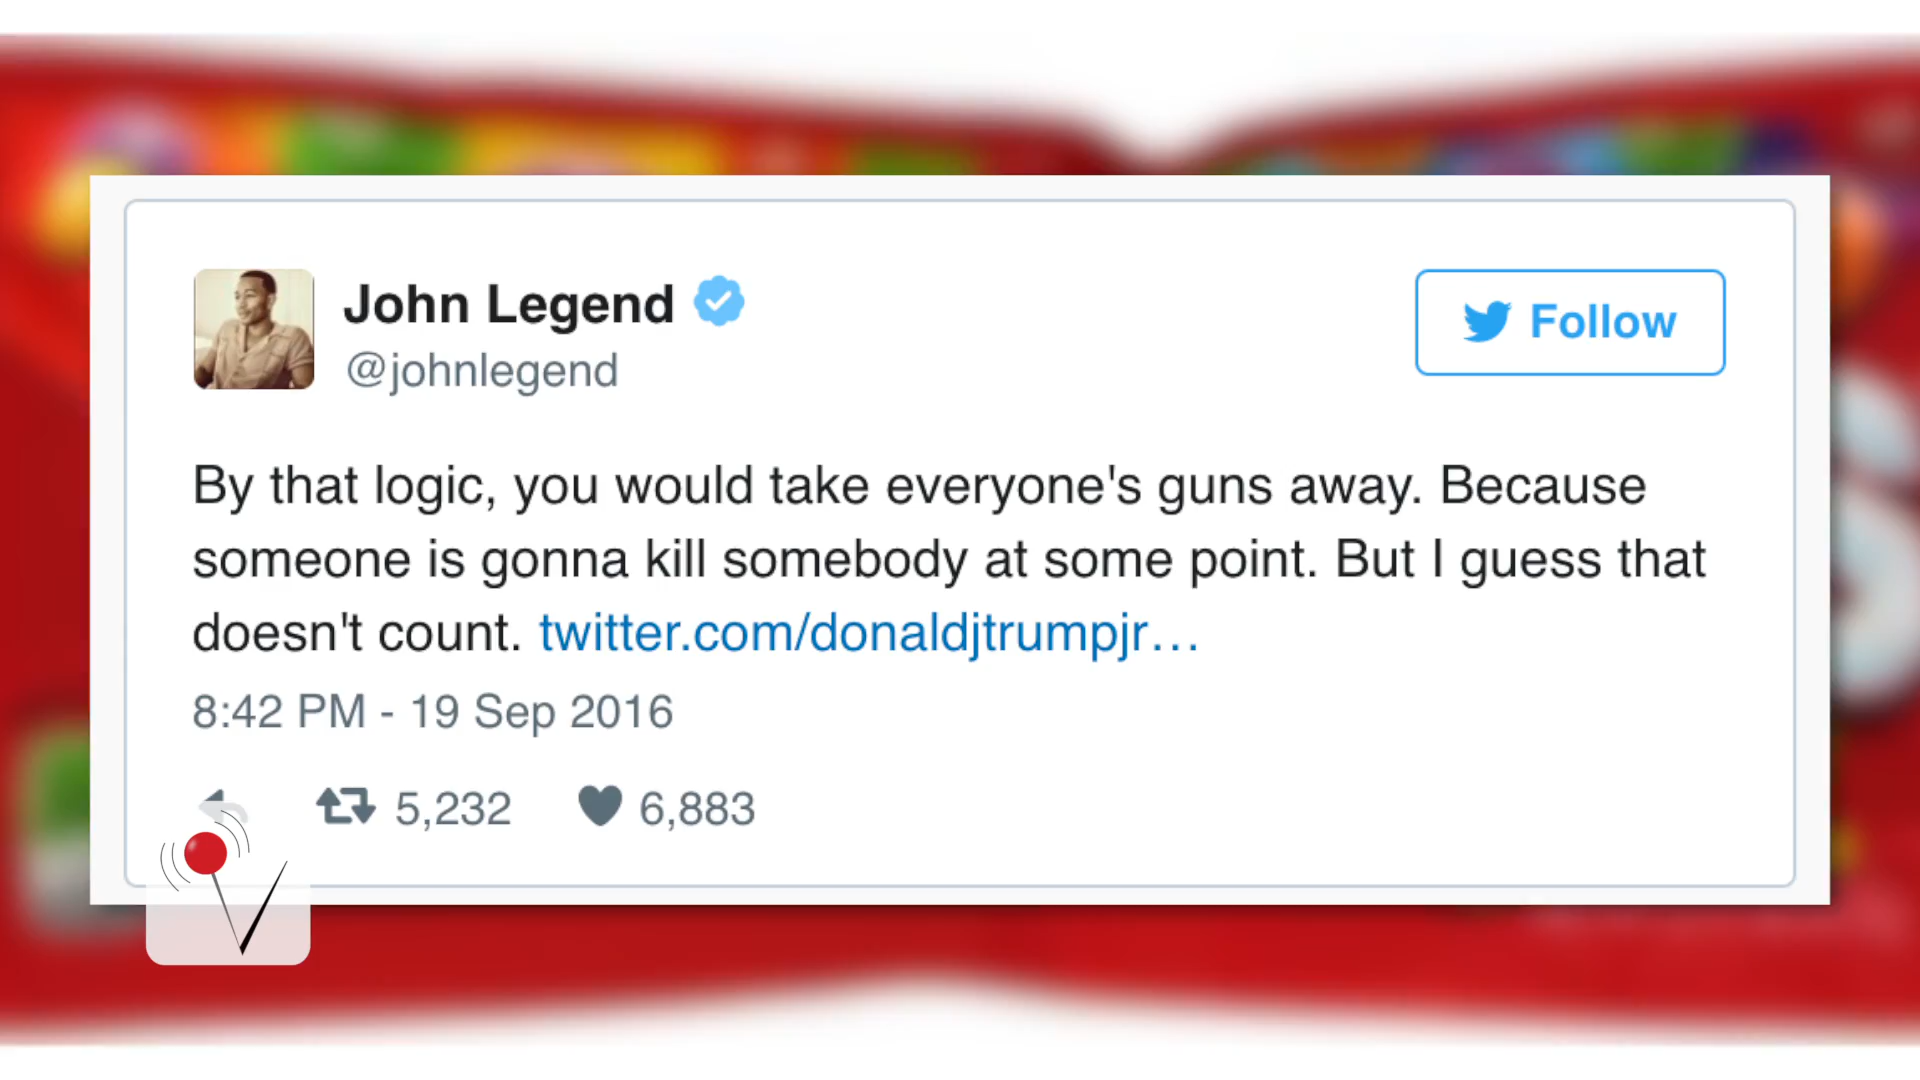 John Legend
@johnlegend
Follow
By that logic, you would take everyone's guns away. Because
someone is gonna kill somebody at some point. But I guess that
doesn't count. twitter.com/donaldjtrumpjr…
8:42 PM - 19 Sep 2016
5,232 6,883